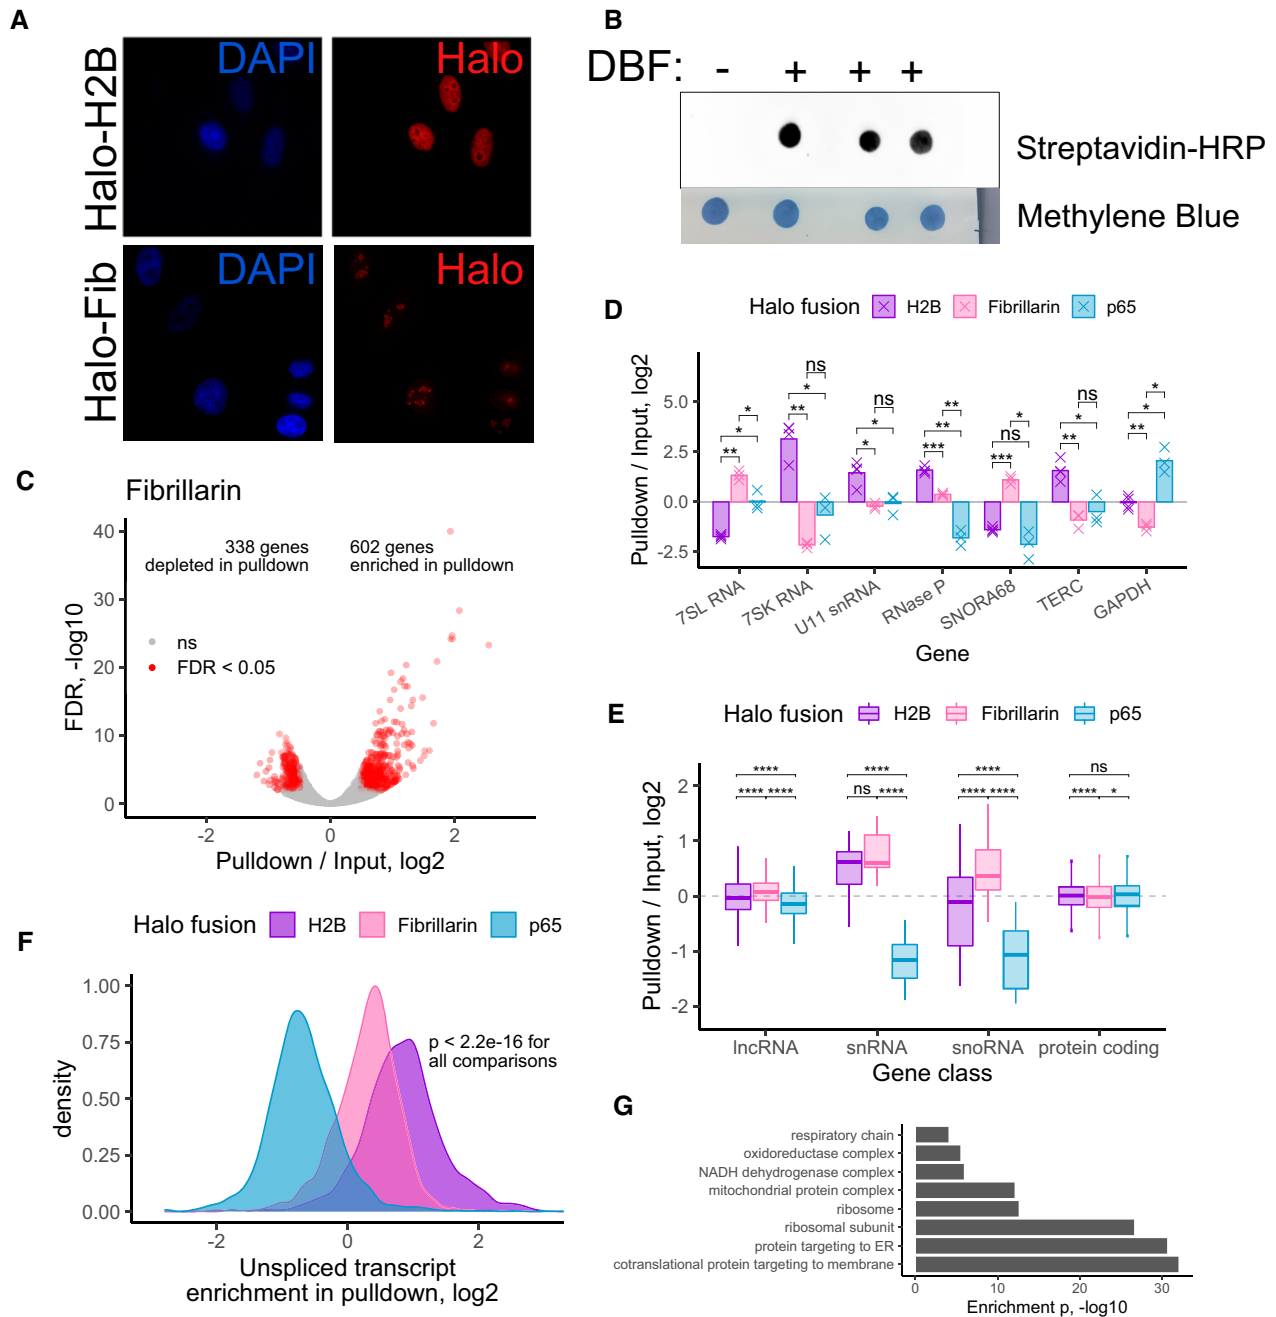 A
Halo-H2B
DAPI
Halo
Halo-Fib
DAPI
Halo
B
DBF: - + + +
Streptavidin-HRP
Methylene Blue
C
Fibrillarin
338 genes
depleted in pulldown
602 genes
enriched in pulldown
ns
FDR < 0.05
FDR, -log10
40
30
20
10
0
-2 0 2
Pulldown / Input, log2
D
Halo fusion H2B Fibrillarin p65
Pulldown / Input, log2
5.0
2.5
0.0
-2.5
** * *
** * ns
* * ns
*** ** **
*** ns *
** * ns
** * *
7SL RNA
7SK RNA
U11 snRNA
RNase P
SNORA68
TERC
GAPDH
Gene
E
Halo fusion H2B Fibrillarin p65
Pulldown / Input, log2
2
1
0
-1
-2
**** **** **** ns
**** **** ns **** **** **** **** *
lncRNA snRNA snoRNA protein coding
Gene class
F
Halo fusion H2B Fibrillarin p65
density
1.00
0.75
0.50
0.25
0.00
p < 2.2e-16 for
all comparisons
-2 0 2
Unspliced transcript
enrichment in pulldown, log2
G
respiratory chain
oxidoreductase complex
NADH dehydrogenase complex
mitochondrial protein complex
ribosome
ribosomal subunit
protein targeting to ER
cotranslational protein targeting to membrane
0 10 20 30
Enrichment p, -log10